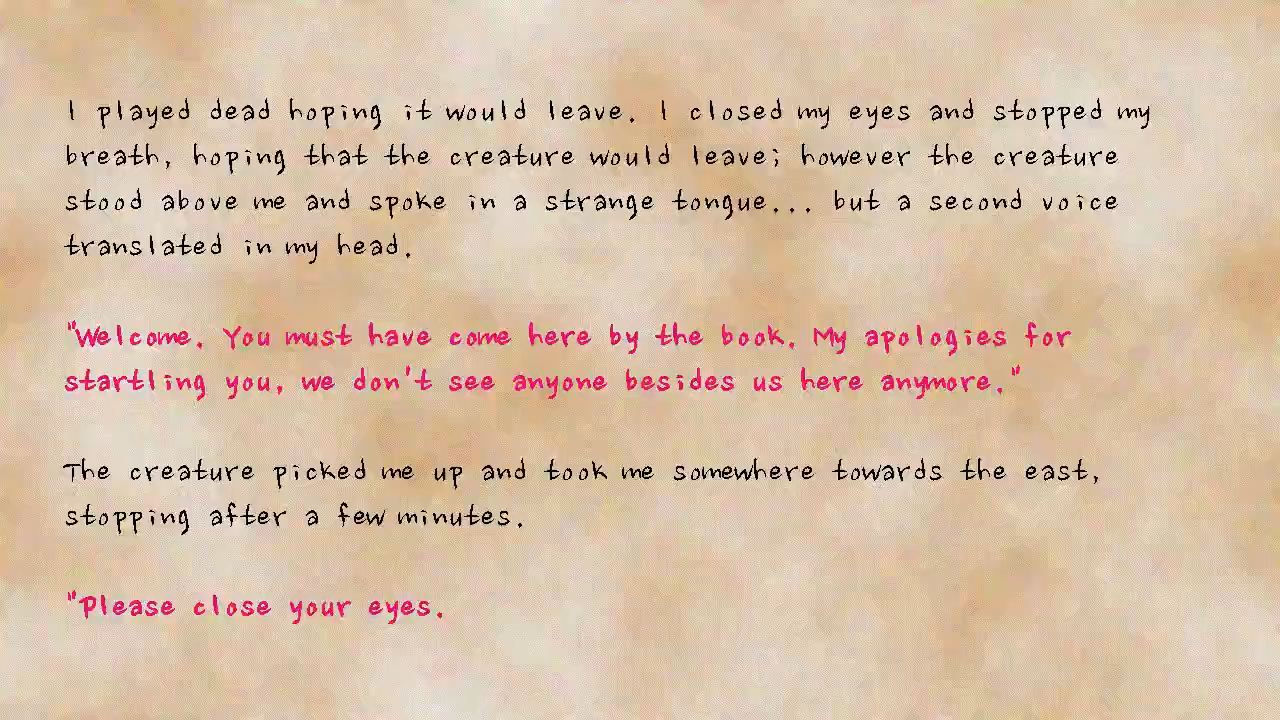 I played dead hoping it would leave. I closed my eyes and stopped my
breath, hoping that the creature would leave; however the creature
stood above me and spoke in a strange tongue... but a second voice
translated in my head.
"Welcome. You must have come here by the book. My apologies for
startling you, we don't see anyone besides us here anymore."
The creature picked me up and took me somewhere towards the east,
stopping after a few minutes.
"Please close your eyes.